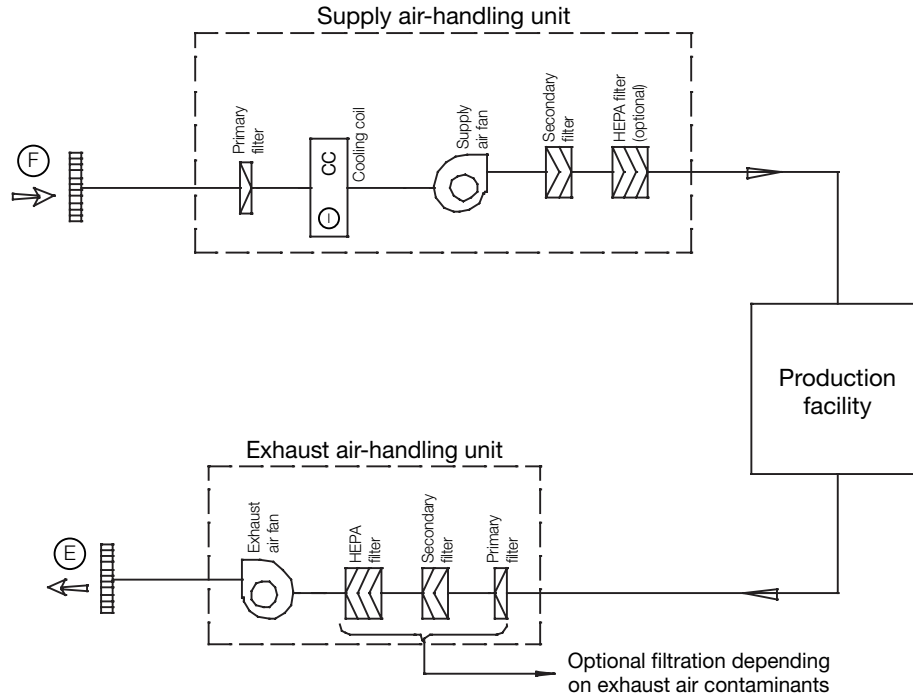 Supply air-handling unit
F
Primary
filter
CC
Cooling coil
Supply
air fan
Secondary
filter
HEPA filter
(optional)
Production
facility
Exhaust air-handling unit
E
Exhaust
air fan
HEPA
filter
Secondary
filter
Primary
filter
Optional filtration depending
on exhaust air contaminants